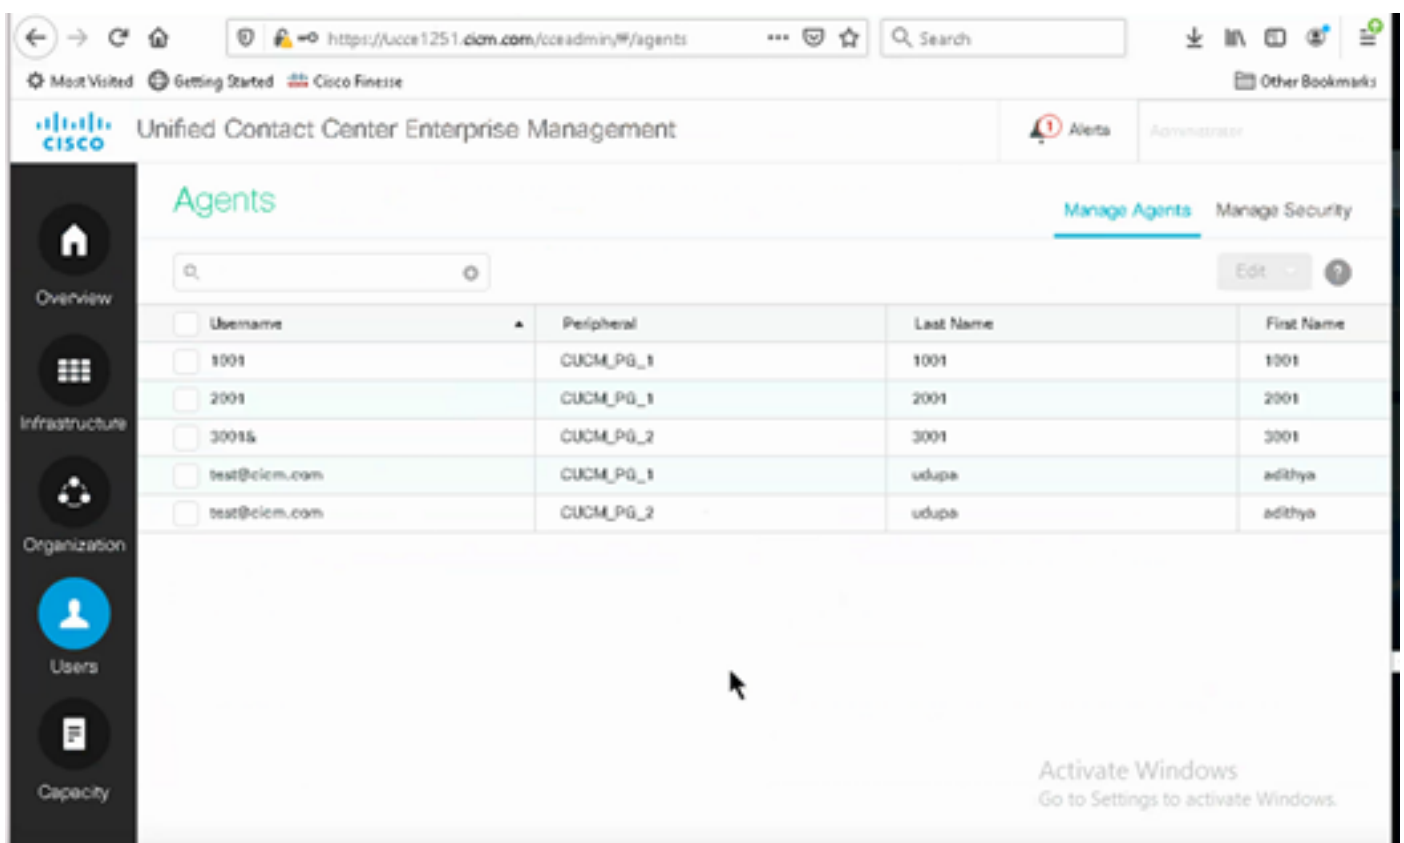 https://ucce1251.cicm.com/cceadmin/#/agents
Search
Most Visited Getting Started Cisco Finesse Other Bookmarks
CISCO Unified Contact Center Enterprise Management 1 Alerts Administrator
Agents
Manage Agents Manage Security
Edit
Overview
Username Peripheral Last Name First Name
1001 CUCM_PG_1 1001 1001
2001 CUCM_PG_1 2001 2001
Infrastructure
3001& CUCM_PG_2 3001 3001
test@cicm.com CUCM_PG_1 udupa adithya
test@cicm.com CUCM_PG_2 udupa adithya
Organization
Users
Capacity
Activate Windows
Go to Settings to activate Windows.